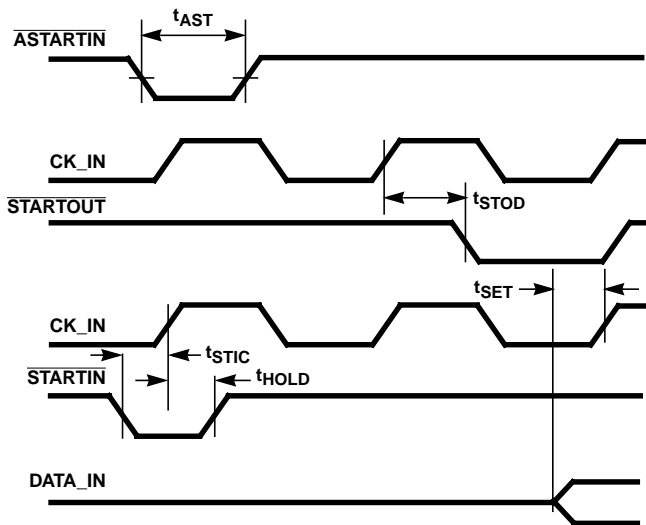 tAST
ASTARTIN
CK_IN
tSTOD
STARTOUT
tSET
CK_IN
tSTIC
STARTIN
tHOLD
DATA_IN